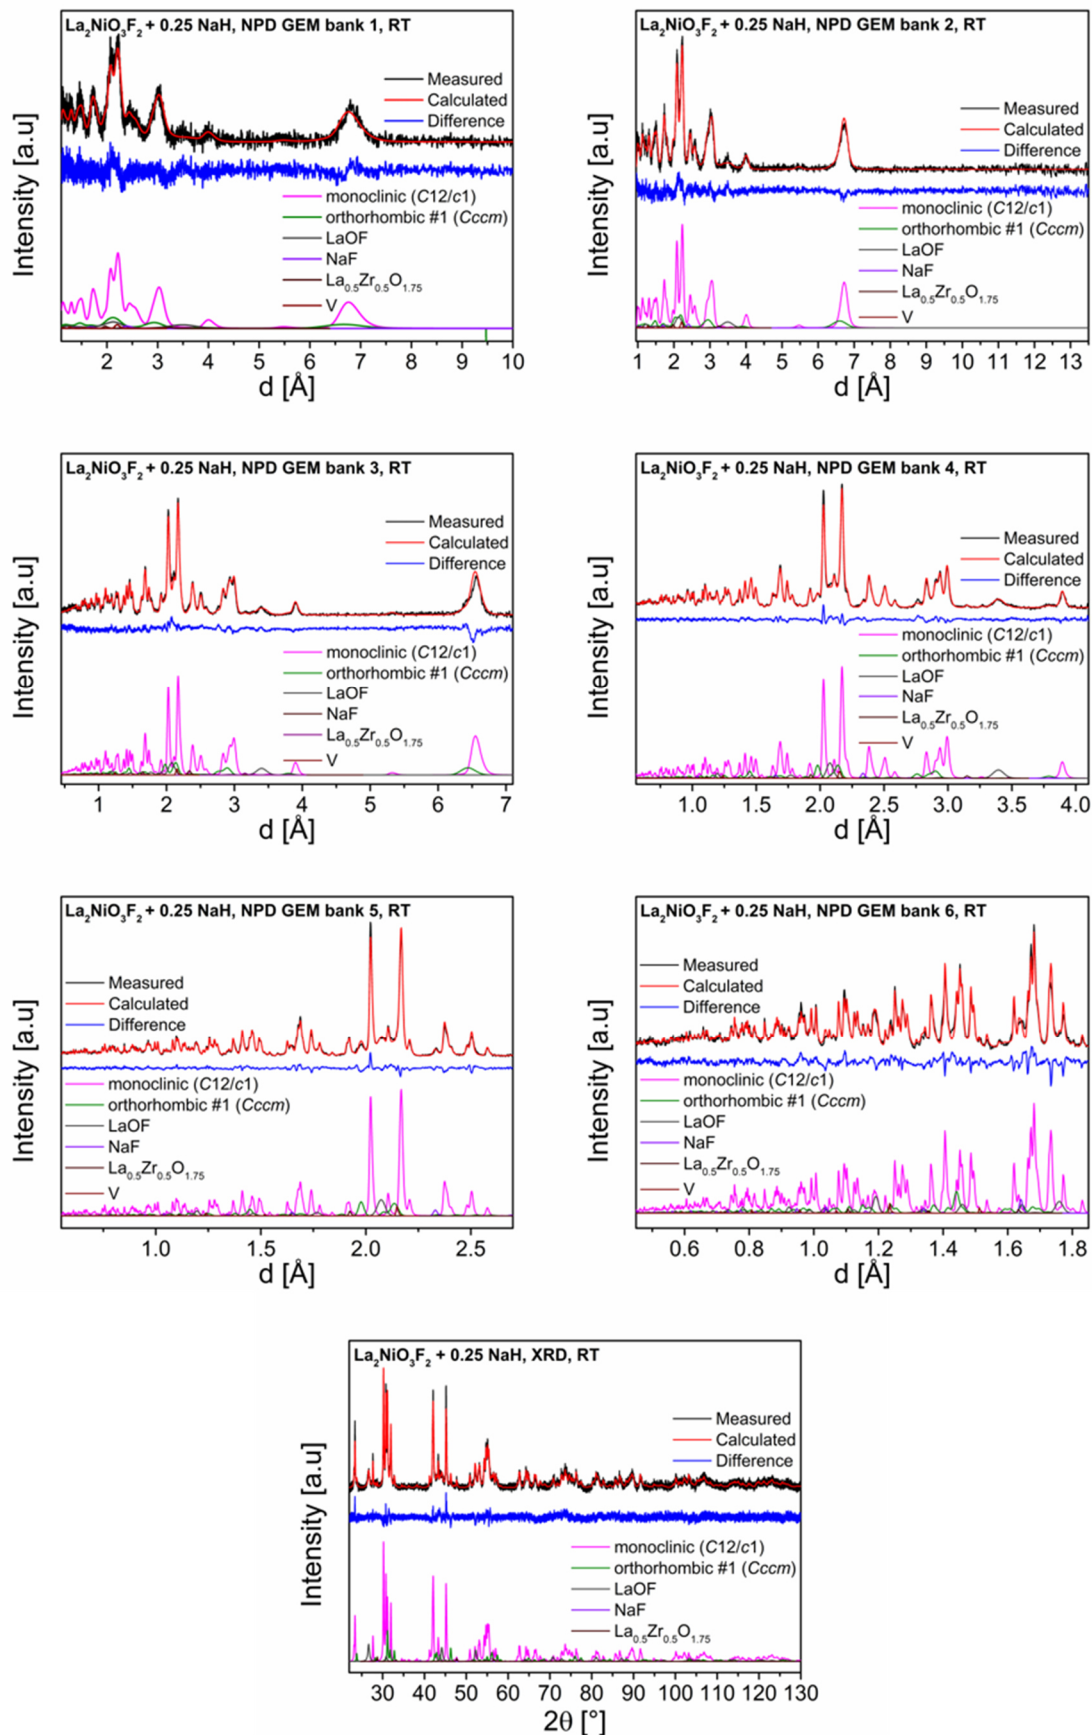 La₂NiO₃F₂ + 0.25 NaH, NPD GEM bank 1, RT
Measured
Calculated
Difference
monoclinic (C12/c1)
orthorhombic #1 (Cccm)
LaOF
NaF
La₀.₅Zr₀.₅O₁.₇₅
V
Intensity [a.u]
2 3 4 5 6 7 8 9 10
d [Å]
La₂NiO₃F₂ + 0.25 NaH, NPD GEM bank 2, RT
Measured
Calculated
Difference
monoclinic (C12/c1)
orthorhombic #1 (Cccm)
LaOF
NaF
La₀.₅Zr₀.₅O₁.₇₅
V
Intensity [a.u]
1 2 3 4 5 6 7 8 9 10 11 12 13
d [Å]
La₂NiO₃F₂ + 0.25 NaH, NPD GEM bank 3, RT
Measured
Calculated
Difference
monoclinic (C12/c1)
orthorhombic #1 (Cccm)
LaOF
NaF
La₀.₅Zr₀.₅O₁.₇₅
V
Intensity [a.u]
1 2 3 4 5 6 7
d [Å]
La₂NiO₃F₂ + 0.25 NaH, NPD GEM bank 4, RT
Measured
Calculated
Difference
monoclinic (C12/c1)
orthorhombic #1 (Cccm)
LaOF
NaF
La₀.₅Zr₀.₅O₁.₇₅
V
Intensity [a.u]
1.0 1.5 2.0 2.5 3.0 3.5 4.0
d [Å]
La₂NiO₃F₂ + 0.25 NaH, NPD GEM bank 5, RT
Measured
Calculated
Difference
monoclinic (C12/c1)
orthorhombic #1 (Cccm)
LaOF
NaF
La₀.₅Zr₀.₅O₁.₇₅
V
Intensity [a.u]
1.0 1.5 2.0 2.5
d [Å]
La₂NiO₃F₂ + 0.25 NaH, NPD GEM bank 6, RT
Measured
Calculated
Difference
monoclinic (C12/c1)
orthorhombic #1 (Cccm)
LaOF
NaF
La₀.₅Zr₀.₅O₁.₇₅
V
Intensity [a.u]
0.6 0.8 1.0 1.2 1.4 1.6 1.8
d [Å]
La₂NiO₃F₂ + 0.25 NaH, XRD, RT
Measured
Calculated
Difference
monoclinic (C12/c1)
orthorhombic #1 (Cccm)
LaOF
NaF
La₀.₅Zr₀.₅O₁.₇₅
Intensity [a.u]
30 40 50 60 70 80 90 100 110 120 130
2θ [°]